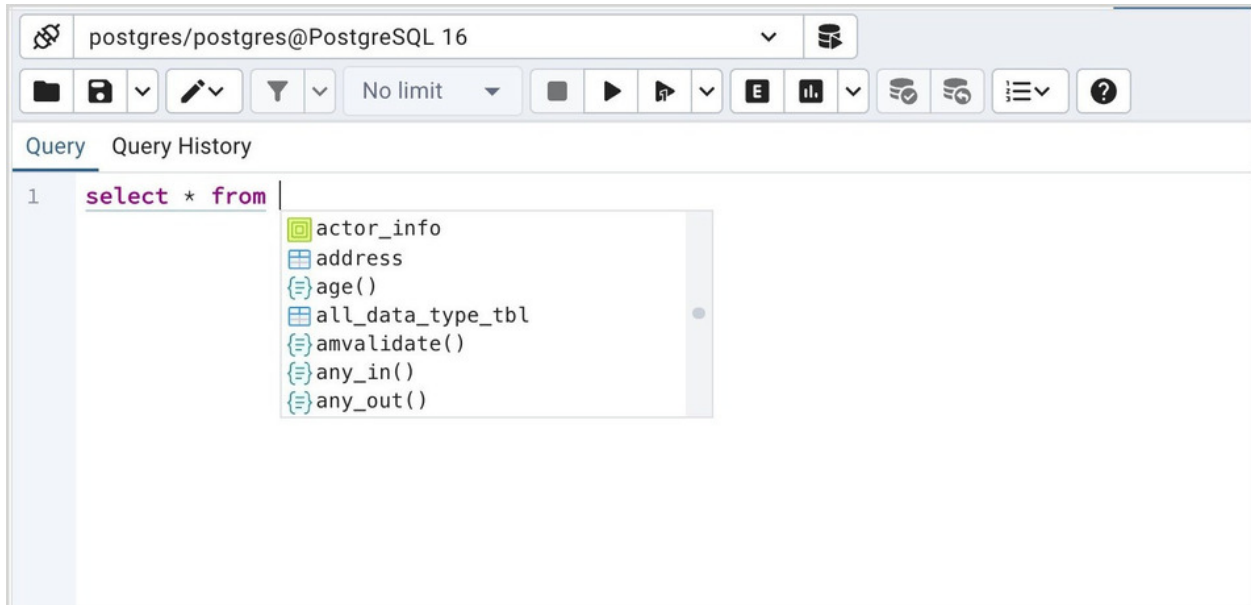 postgres/postgres@PostgreSQL 16
No limit
E
Query Query History
1 select * from
actor_info
address
age()
all_data_type_tbl
amvalidate()
any_in()
any_out()